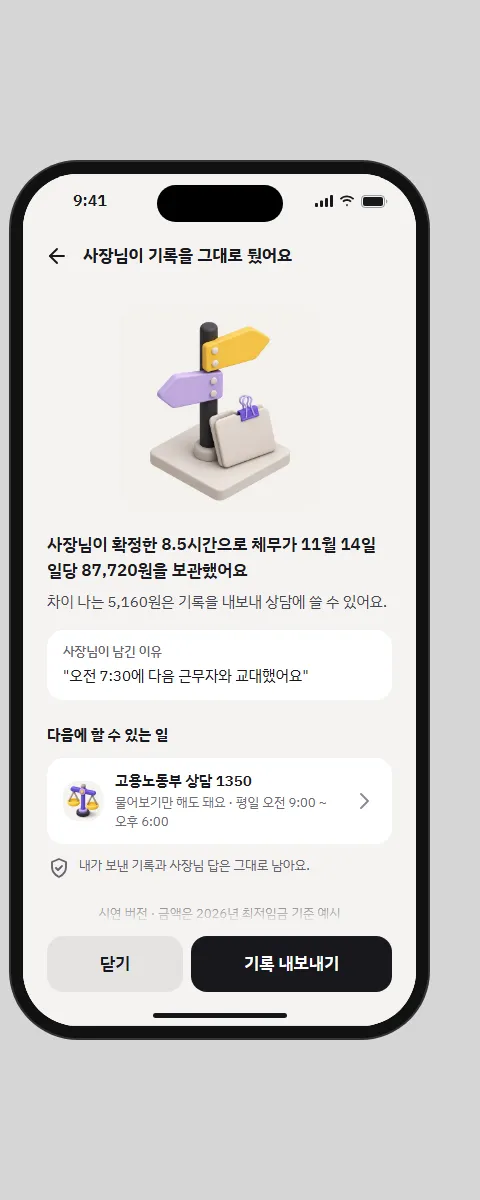 9:41
사장님이 기록을 그대로 뒀어요
사장님이 확정한 8.5시간으로 체무가 11월 14일
일당 87,720원을 보관했어요
차이 나는 5,160원은 기록을 내보내 상담에 쓸 수 있어요.
사장님이 남긴 이유
"오전 7:30에 다음 근무자와 교대했어요"
다음에 할 수 있는 일
고용노동부 상담 1350
물어보기만 해도 돼요 · 평일 오전 9:00 ~
오후 6:00
내가 보낸 기록과 사장님 답은 그대로 남아요.
시연 버전 · 금액은 2026년 최저임금 기준 예시
닫기
기록 내보내기